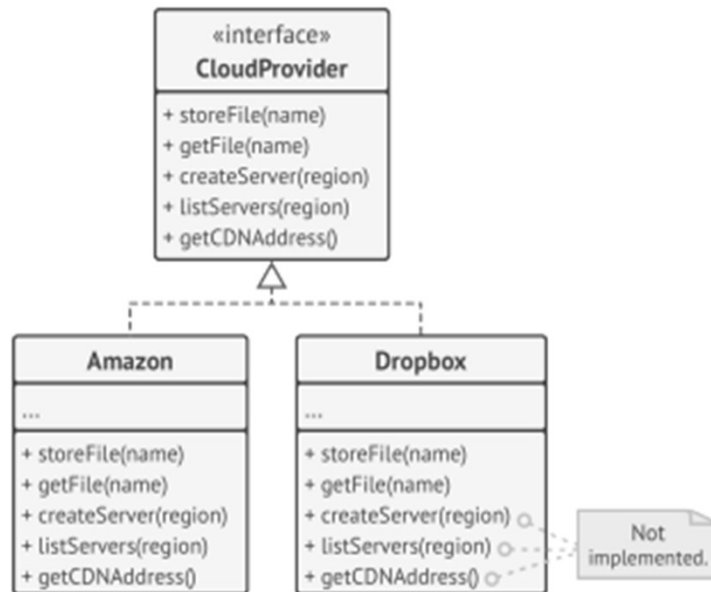 «interface»
CloudProvider
+ storeFile(name)
+ getFile(name)
+ createServer(region)
+ listServers(region)
+ getCDNAddress()
Amazon
...
+ storeFile(name)
+ getFile(name)
+ createServer(region)
+ listServers(region)
+ getCDNAddress()
Dropbox
...
+ storeFile(name)
+ getFile(name)
+ createServer(region)
+ listServers(region)
+ getCDNAddress()
Not
implemented.